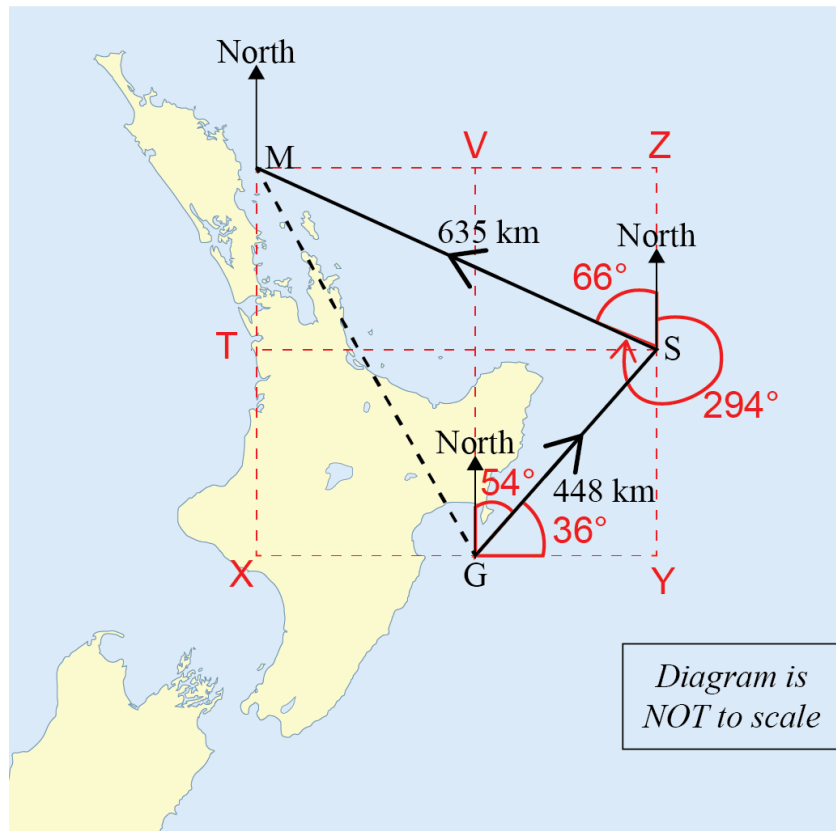 North
M
V
Z
635 km
North
66°
T
S
294°
North
54°
448 km
36°
X
G
Y
Diagram is
NOT to scale